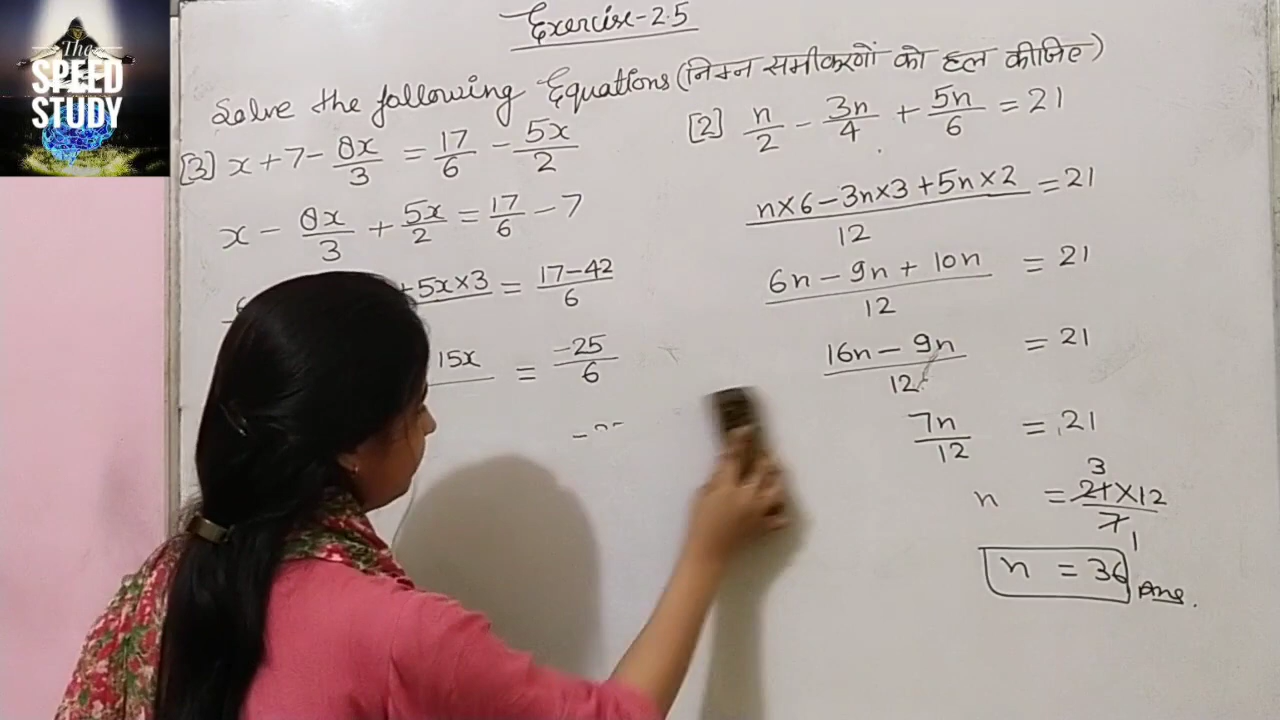 The
SPEED
STUDY
Exercise-2.5
Solve the following Equations (निम्न समीकरणों को हल कीजिए)
[3] x + 7 - 8x/3 = 17/6 - 5x/2
x - 8x/3 + 5x/2 = 17/6 - 7
+5x×3 = 17-42/6
15x = -25/6
[2] n/2 - 3n/4 + 5n/6 = 21
n×6-3n×3+5n×2/12 = 21
6n-9n+10n/12 = 21
16n-9n/12 = 21
7n/12 = 21
n = 21×12/7
3
1
n = 36 Ans.